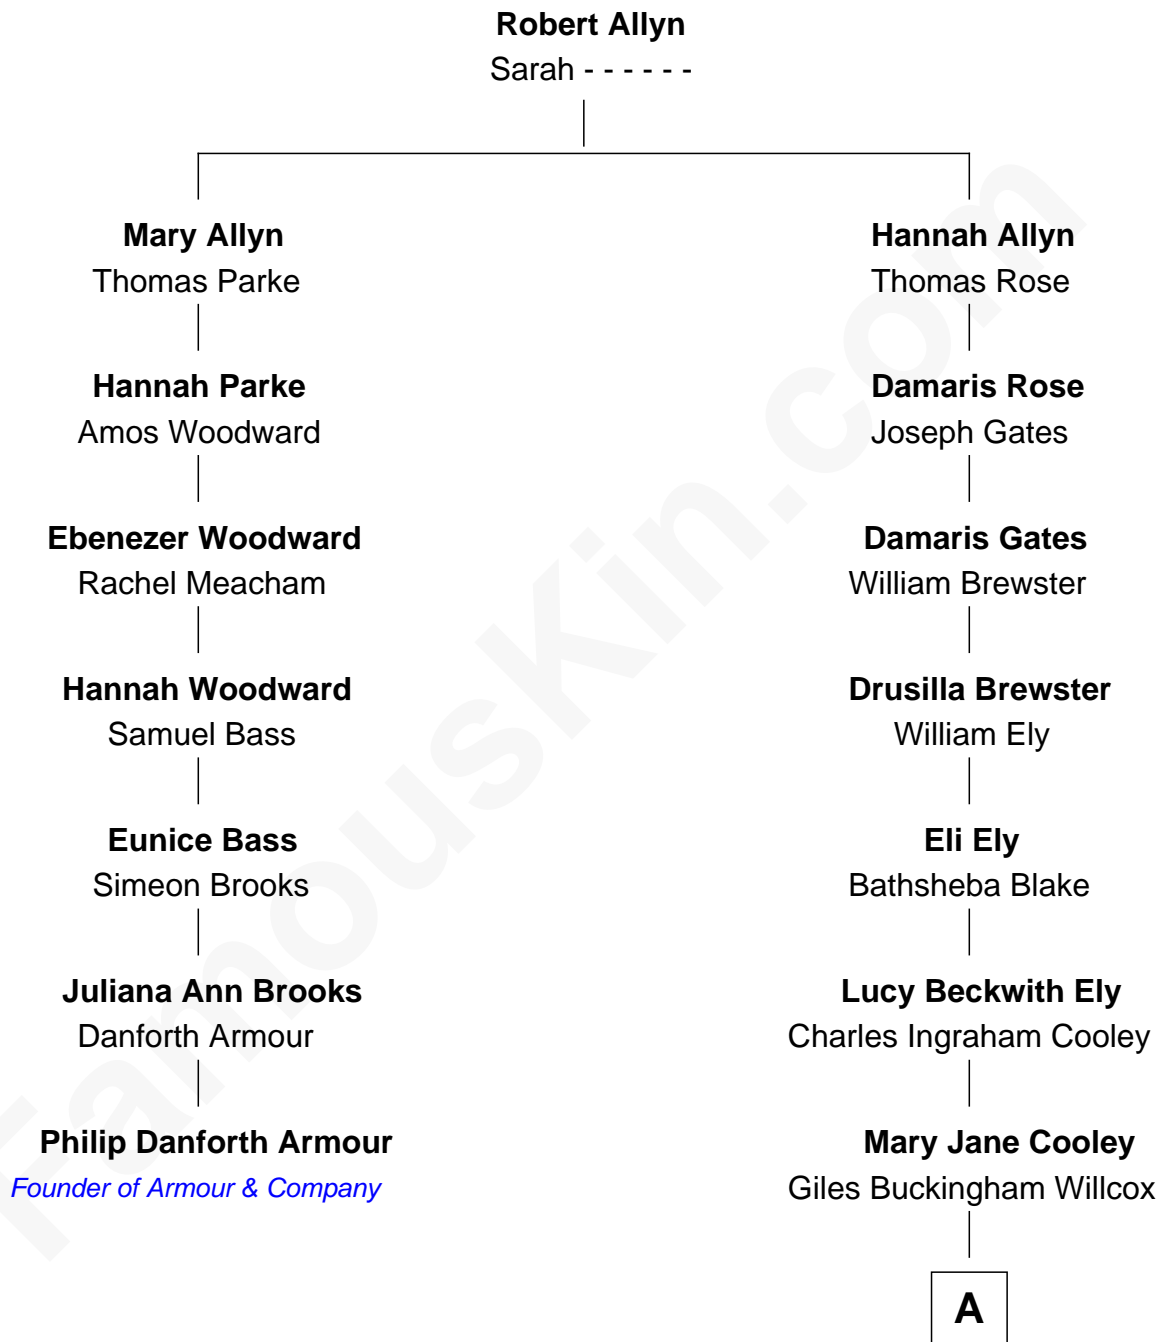 Robert Allyn
Sarah - - - - - -
Mary Allyn
Thomas Parke
Hannah Parke
Amos Woodward
Ebenezer Woodward
Rachel Meacham
Hannah Woodward
Samuel Bass
Eunice Bass
Simeon Brooks
Juliana Ann Brooks
Danforth Armour
Philip Danforth Armour
Founder of Armour & Company
Hannah Allyn
Thomas Rose
Damaris Rose
Joseph Gates
Damaris Gates
William Brewster
Drusilla Brewster
William Ely
Eli Ely
Bathsheba Blake
Lucy Beckwith Ely
Charles Ingraham Cooley
Mary Jane Cooley
Giles Buckingham Willcox
A
FamousKin.com